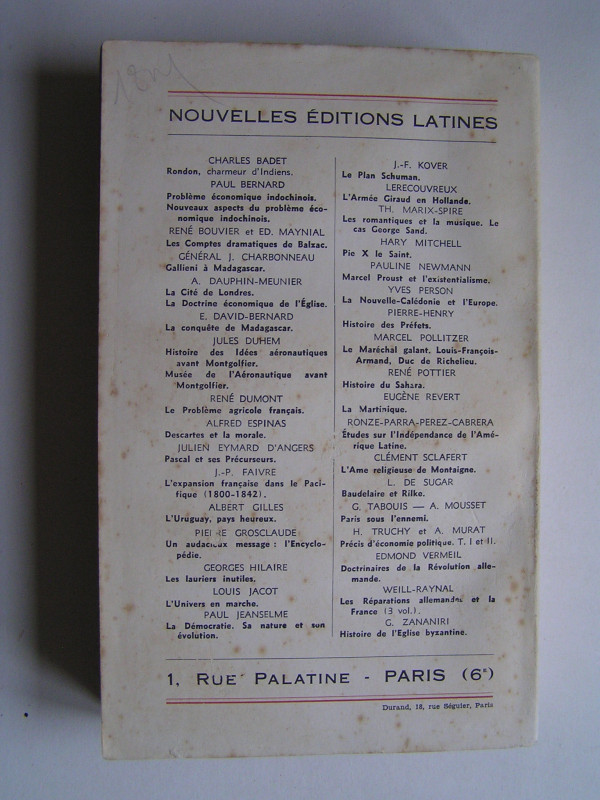 NOUVELLES ÉDITIONS LATINES
CHARLES BADET
Rondon, charmeur d'Indiens.
PAUL BERNARD
Problème économique indochinois.
Nouveaux aspects du problème éco-
nomique indochinois.
RENÉ BOUVIER et ED. MAYNIAL
Les Comptes dramatiques de Balzac.
GÉNÉRAL J. CHARBONNEAU
Gallieni à Madagascar.
A. DAUPHIN-MEUNIER
La Cité de Londres.
La Doctrine économique de l'Église.
E. DAVID-BERNARD
La conquête de Madagascar.
JULES DUHEM
Histoire des Idées aéronautiques
avant Montgolfier.
Musée de l'Aéronautique avant
Montgolfier.
RENÉ DUMONT
Le Problème agricole français.
ALFRED ESPINAS
Descartes et la morale.
JULIEN EYMARD D'ANGERS
Pascal et ses Précurseurs.
J.-P. FAIVRE
L'expansion française dans le Paci-
fique (1800-1842).
ALBERT GILLES
L'Uruguay, pays heureux.
PIERRE GROSCLAUDE
Un audacieux message : l'Encyclo-
pédie.
GEORGES HILAIRE
Les lauriers inutiles.
LOUIS JACOT
L'Univers en marche.
PAUL JEANSELME
La Démocratie. Sa nature et son
évolution.
J.-F. KOVER
Le Plan Schuman.
LERECOUVREUX
L'Armée Giraud en Hollande.
TH. MARIX-SPIRE
Les romantiques et la musique. Le
cas George Sand.
HARY MITCHELL
Pie X le Saint.
PAULINE NEWMANN
Marcel Proust et l'existentialisme.
YVES PERSON
La Nouvelle-Calédonie et l'Europe.
PIERRE-HENRY
Histoire des Préfets.
MARCEL POLLITZER
Le Maréchal galant. Louis-François-
Armand, Duc de Richelieu.
RENÉ POTTIER
Histoire du Sahara.
EUGÈNE REVERT
La Martinique.
RONZE-PARRA-PEREZ-CABRERA
Études sur l'Indépendance de l'Amé-
rique Latine.
CLÉMENT SCLAFERT
L'Ame religieuse de Montaigne.
L. DE SUGAR
Baudelaire et Rilke.
G. TABOUIS — A. MOUSSET
Paris sous l'ennemi.
H. TRUCHY et A. MURAT
Précis d'économie politique. T. I et II.
EDMOND VERMEIL
Doctrinaires de la Révolution alle-
mande.
WEILL-RAYNAL
Les Réparations allemandes et la
France (3 vol.).
G. ZANANIRI
Histoire de l'Eglise byzantine.
1, RUE PALATINE - PARIS (6e)
Durand, 18, rue Séguier, Paris